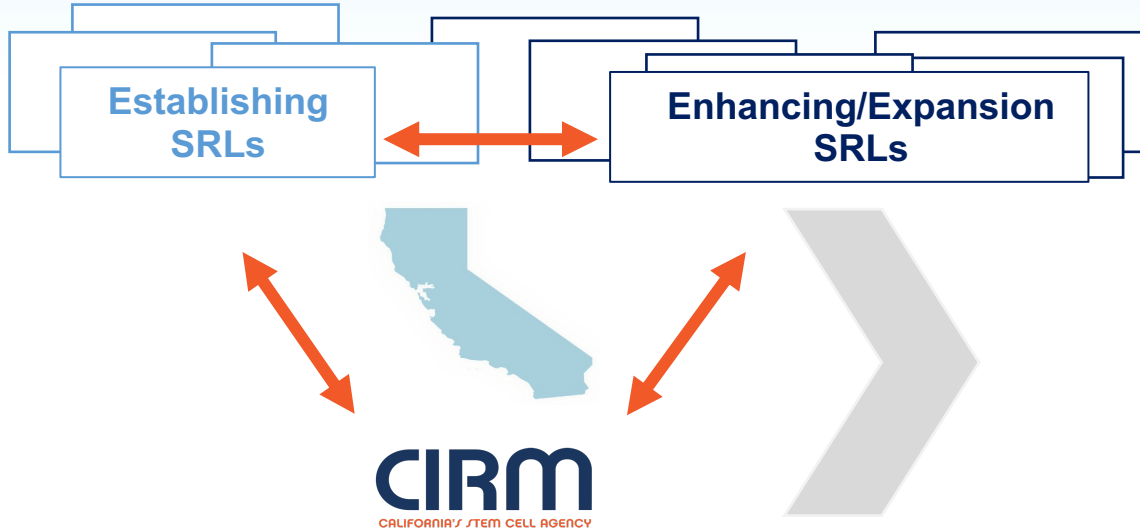 Establishing
SRLs
Enhancing/Expansion
SRLs
CIRM
CALIFORNIA'S STEM CELL AGENCY